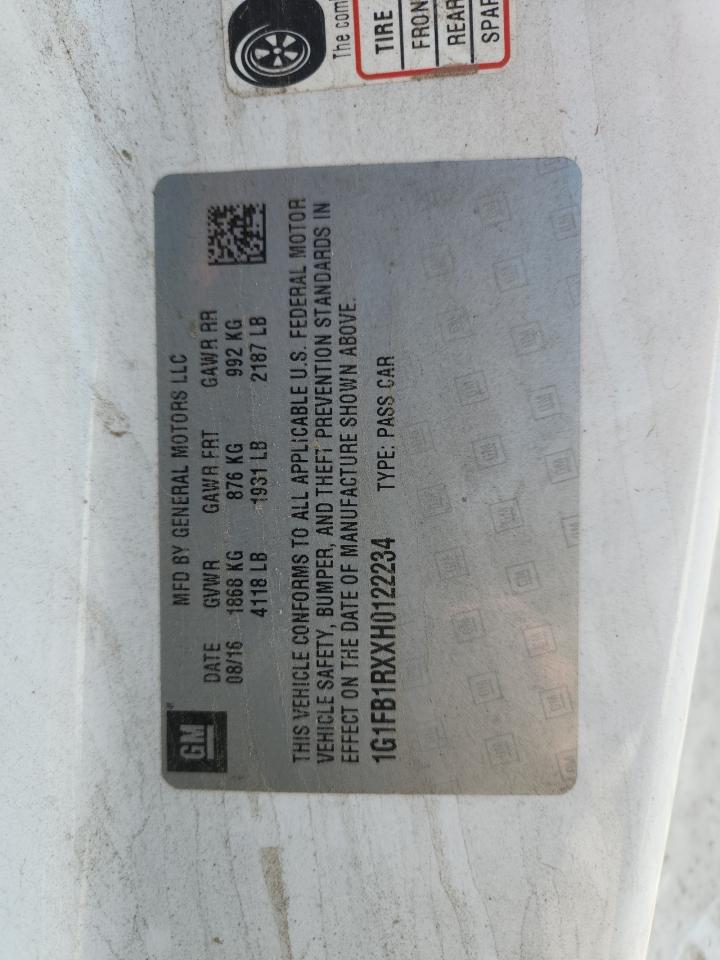 The com
TIRE
FRON
REAR
SPAR
GM
MFD BY GENERAL MOTORS LLC
DATE GVWR GAWR FRT GAWR RR
08/16 1868 KG 876 KG 992 KG
4118 LB 1931 LB 2187 LB
THIS VEHICLE CONFORMS TO ALL APPLICABLE U.S. FEDERAL MOTOR
VEHICLE SAFETY, BUMPER, AND THEFT PREVENTION STANDARDS IN
EFFECT ON THE DATE OF MANUFACTURE SHOWN ABOVE.
1G1FB1RXXH0122234 TYPE: PASS CAR